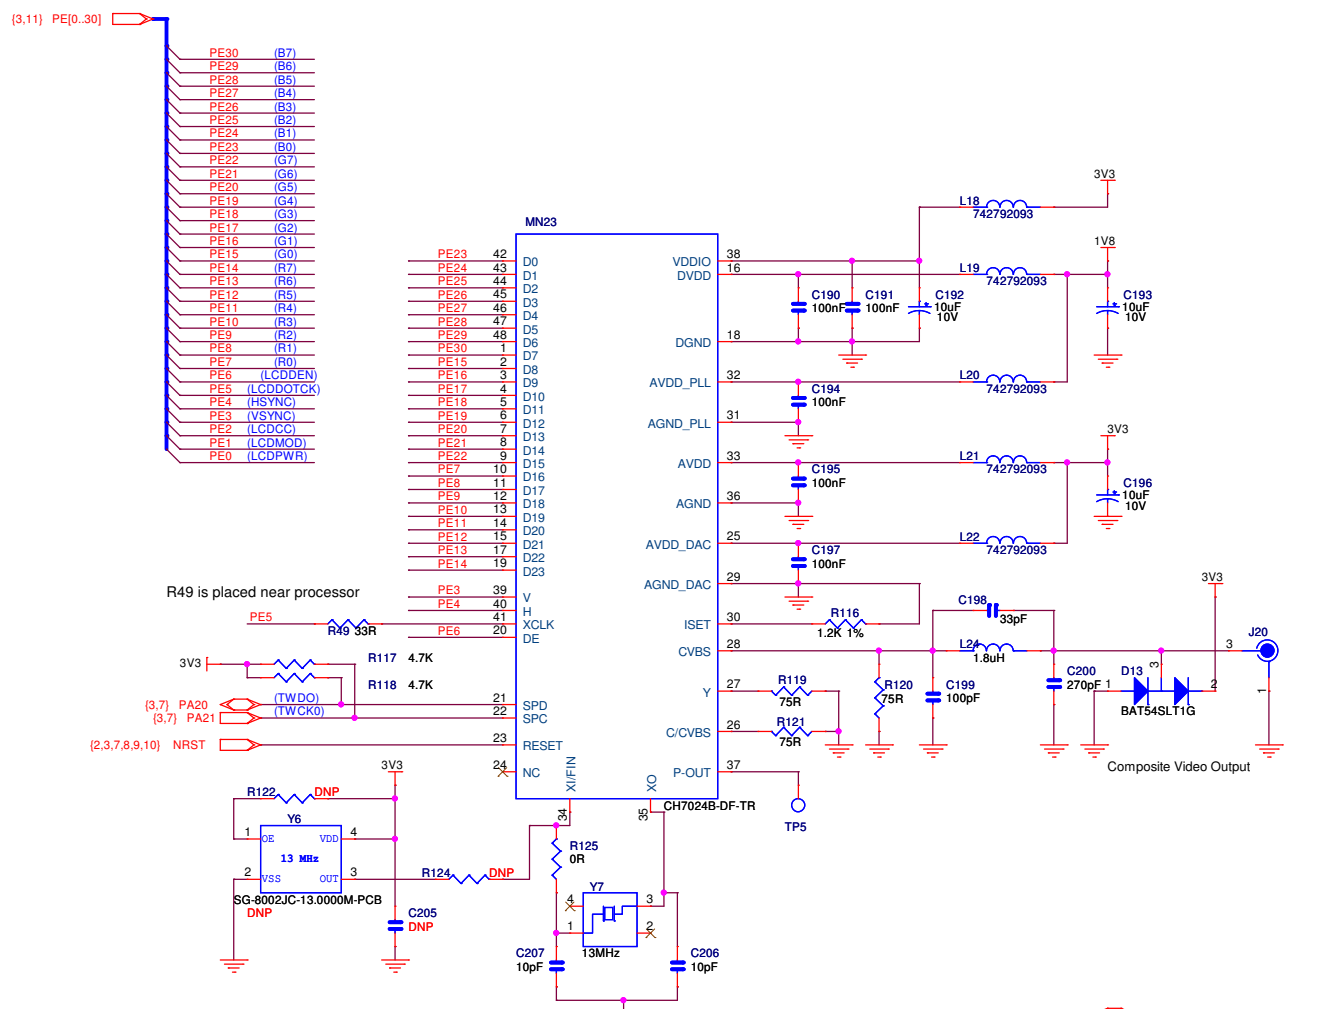 {3,11} PE[0..30]
PE30 (B7)
PE29 (B6)
PE28 (B5)
PE27 (B4)
PE26 (B3)
PE25 (B2)
PE24 (B1)
PE23 (B0)
PE22 (G7)
PE21 (G6)
PE20 (G5)
PE19 (G4)
PE18 (G3)
PE17 (G2)
PE16 (G1)
PE15 (G0)
PE14 (R7)
PE13 (R6)
PE12 (R5)
PE11 (R4)
PE10 (R3)
PE9 (R2)
PE8 (R1)
PE7 (R0)
PE6 (LCDDEN)
PE5 (LCDDOTCK)
PE4 (HSYNC)
PE3 (VSYNC)
PE2 (LCDCC)
PE1 (LCDMOD)
PE0 (LCDPWR)
MN23
PE23 42 D0
PE24 43 D1
PE25 44 D2
PE26 45 D3
PE27 46 D4
PE28 47 D5
PE29 48 D6
PE30 1 D7
PE15 2 D8
PE16 3 D9
PE17 4 D10
PE18 5 D11
PE19 6 D12
PE20 7 D13
PE21 8 D14
PE22 9 D15
PE7 10 D16
PE8 11 D17
PE9 12 D18
PE10 13 D19
PE11 14 D20
PE12 15 D21
PE13 17 D22
PE14 19 D23
PE3 39 V
PE4 40 H
R49 is placed near processor
PE5 R49 33R 41 XCLK
PE6 20 DE
3V3 R117 4.7K
R118 4.7K
{3,7} PA20 (TWDO) 21 SPD
{3,7} PA21 (TWCK0) 22 SPC
{2,3,7,8,9,10} NRST 23 RESET
24 NC
XI/FIN
34
XO
35
CH7024B-DF-TR
VDDIO 38
DVDD 16
DGND 18
AVDD_PLL 32
AGND_PLL 31
AVDD 33
AGND 36
AVDD_DAC 25
AGND_DAC 29
ISET 30
CVBS 28
Y 27
C/CVBS 26
P-OUT 37
TP5
3V3
L18
742792093
1V8
L19
742792093
C190
100nF
C191
100nF
C192
10uF
10V
C193
10uF
10V
L20
742792093
C194
100nF
3V3
L21
742792093
C195
100nF
C196
10uF
10V
L22
742792093
C197
100nF
R116
1.2K 1%
C198
33pF
L24
1.8uH
R119
75R
R121
75R
R120
75R
C199
100pF
C200
270pF
3V3
D13
1 3 2
BAT54SLT1G
J20
3
1
Composite Video Output
3V3
R122 DNP
Y6
1 OE VDD 4
13 MHz
2 VSS OUT 3
SG-8002JC-13.0000M-PCB
DNP
R124 DNP
C205
DNP
R125
0R
Y7
4 3
1 2
13MHz
C207
10pF
C206
10pF